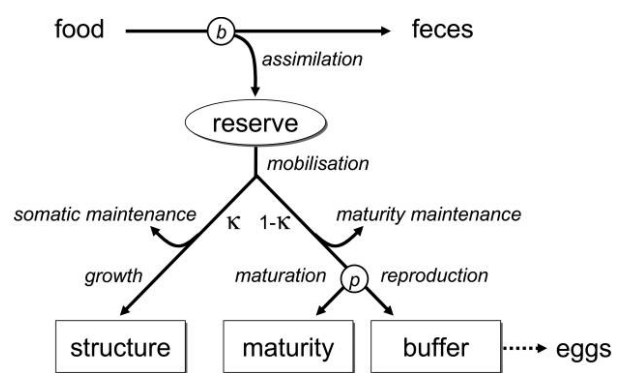 food
b
feces
assimilation
reserve
mobilisation
somatic maintenance
κ
1-κ
maturity maintenance
growth
maturation
p
reproduction
structure
maturity
buffer
eggs